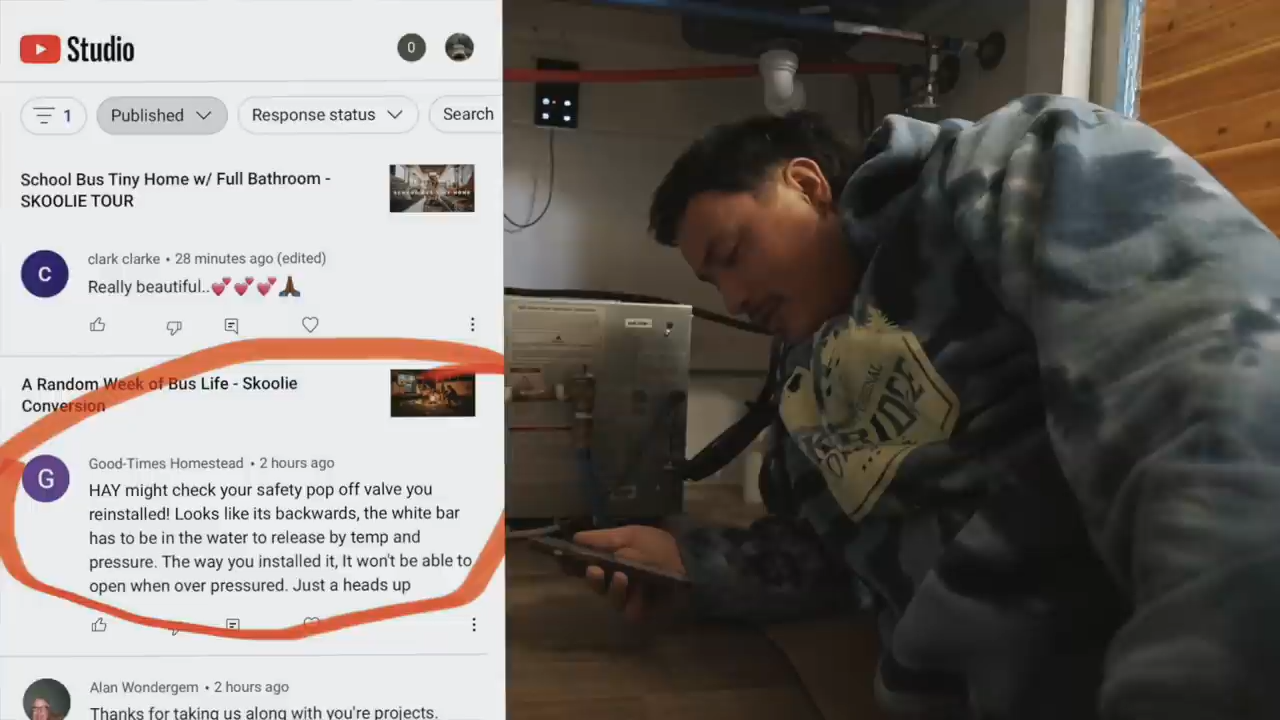 Studio
0
1
Published
Response status
Search
School Bus Tiny Home w/ Full Bathroom -
SKOOLIE TOUR
clark clarke • 28 minutes ago (edited)
Really beautiful..💕💕💕🙏🏾
A Random Week of Bus Life - Skoolie
Conversion
G
Good-Times Homestead • 2 hours ago
HAY might check your safety pop off valve you
reinstalled! Looks like its backwards, the white bar
has to be in the water to release by temp and
pressure. The way you installed it, It won't be able to
open when over pressured. Just a heads up
C
Alan Wondergem • 2 hours ago
Thanks for taking us along with you're projects.